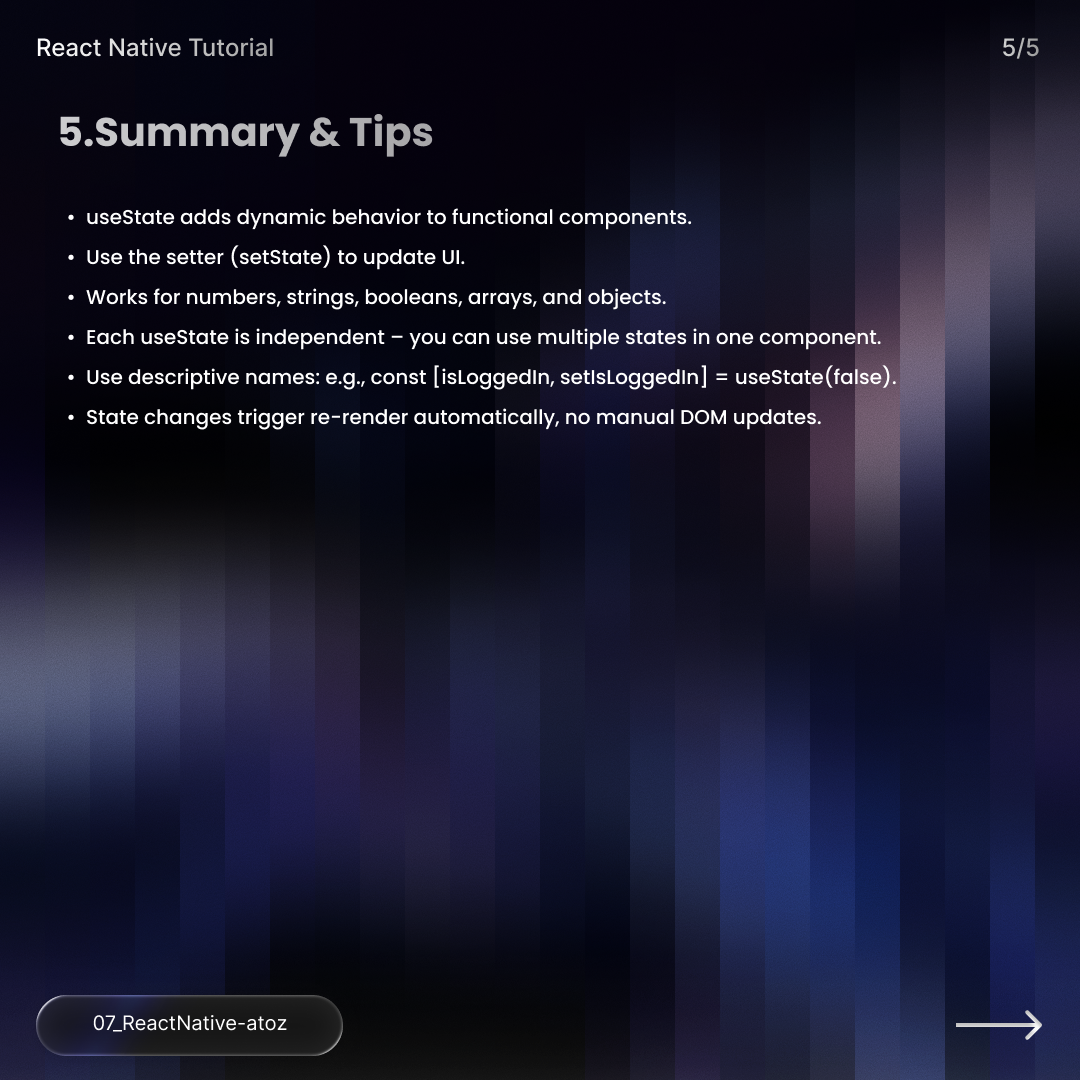 React Native Tutorial
5/5
5.Summary & Tips
• useState adds dynamic behavior to functional components.
• Use the setter (setState) to update UI.
• Works for numbers, strings, booleans, arrays, and objects.
• Each useState is independent – you can use multiple states in one component.
• Use descriptive names: e.g., const [isLoggedIn, setIsLoggedIn] = useState(false).
• State changes trigger re-render automatically, no manual DOM updates.
07_ReactNative-atoz